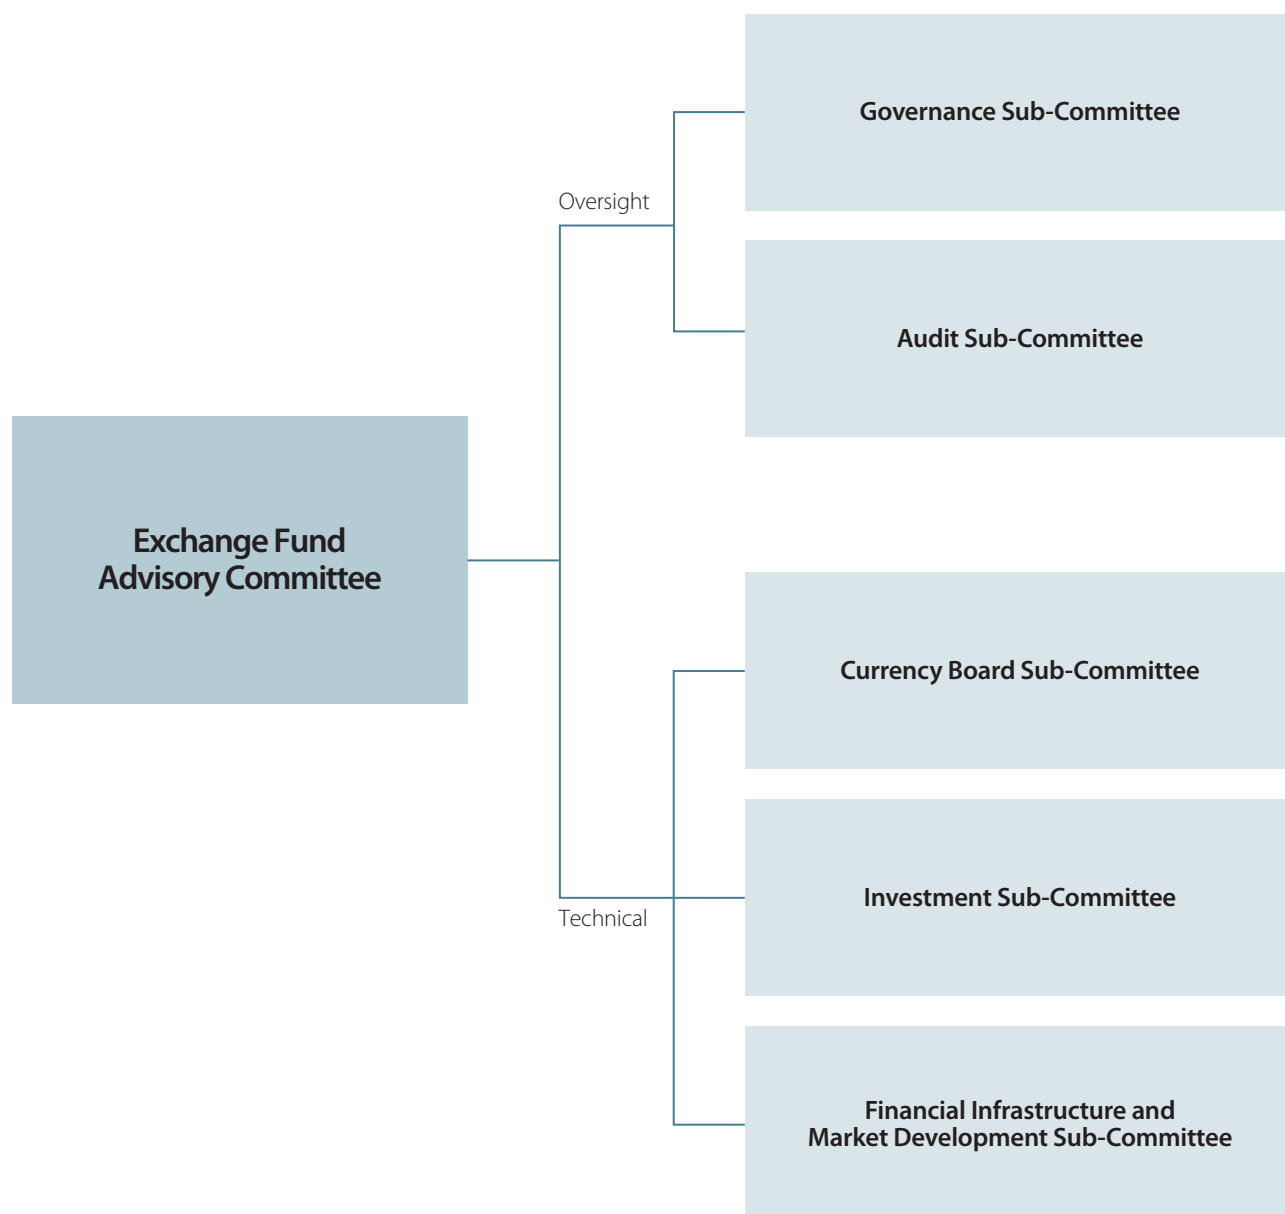 Governance Sub-Committee
Oversight
Audit Sub-Committee
Exchange Fund
Advisory Committee
Currency Board Sub-Committee
Investment Sub-Committee
Technical
Financial Infrastructure and
Market Development Sub-Committee